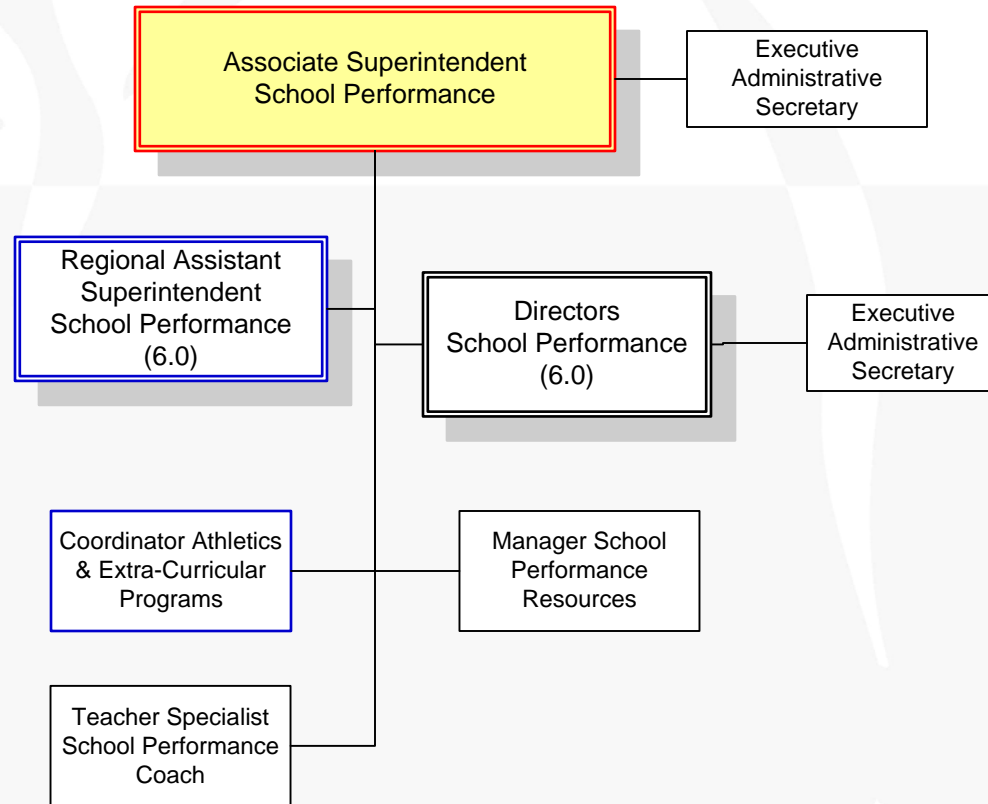 Associate Superintendent
School Performance
Executive
Administrative
Secretary
Regional Assistant
Superintendent
School Performance
(6.0)
Directors
School Performance
(6.0)
Executive
Administrative
Secretary
Coordinator Athletics
& Extra-Curricular
Programs
Manager School
Performance
Resources
Teacher Specialist
School Performance
Coach